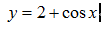 y = 2 + cos x